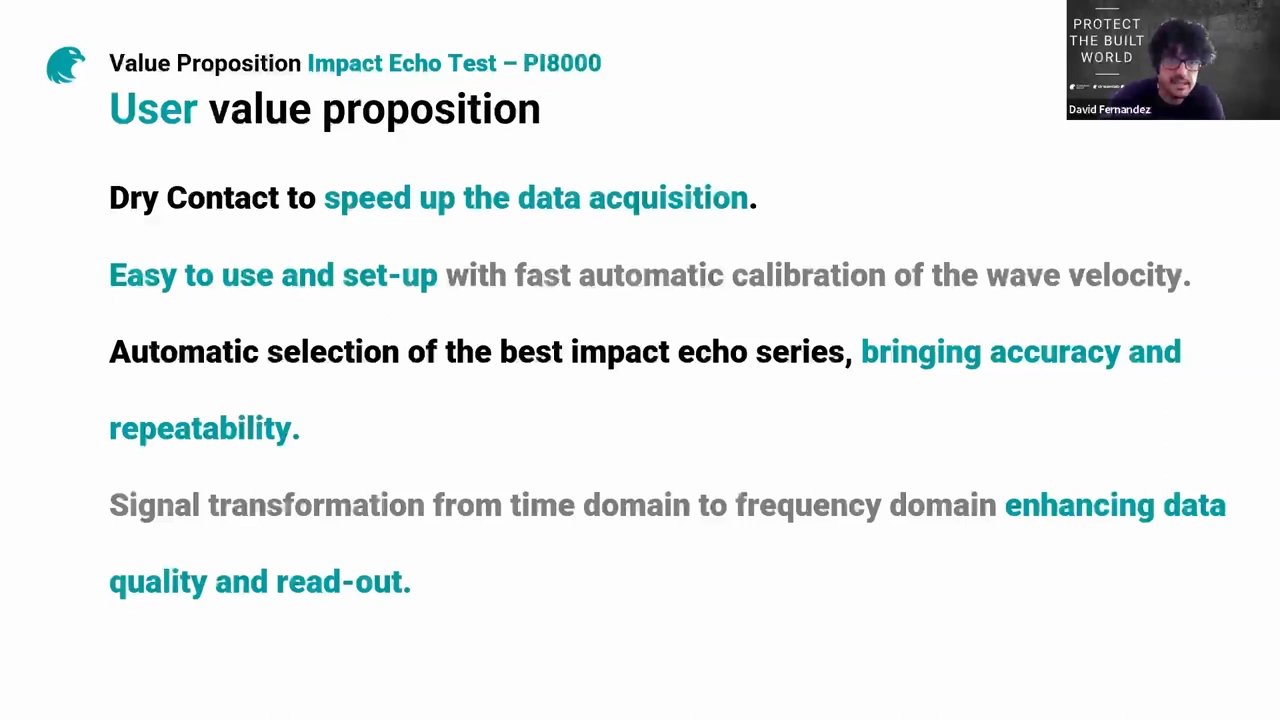 Value Proposition Impact Echo Test – PI8000
User value proposition
Dry Contact to speed up the data acquisition.
Easy to use and set-up with fast automatic calibration of the wave velocity.
Automatic selection of the best impact echo series, bringing accuracy and
repeatability.
Signal transformation from time domain to frequency domain enhancing data
quality and read-out.
PROTECT
THE BUILT
WORLD
David Fernandez